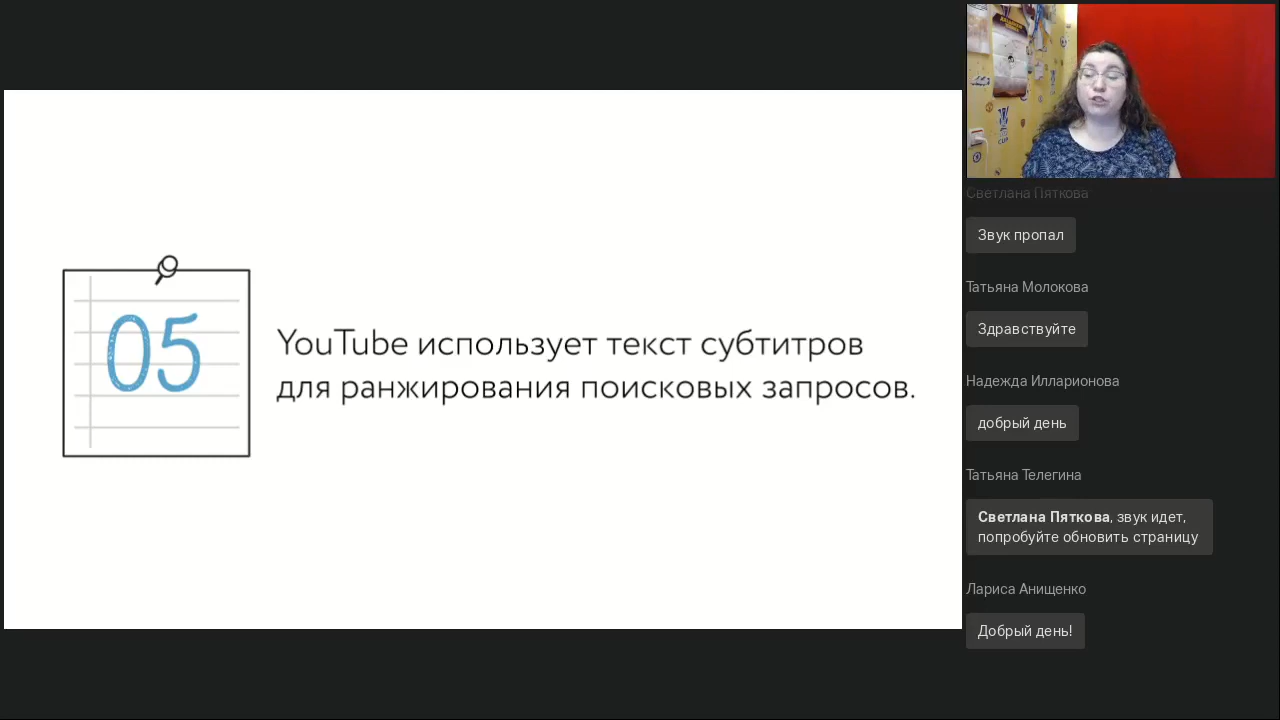 05
YouTube использует текст субтитров
для ранжирования поисковых запросов.
Светлана Пяткова
Звук пропал
Татьяна Молокова
Здравствуйте
Надежда Илларионова
добрый день
Татьяна Телегина
Светлана Пяткова, звук идет,
попробуйте обновить страницу
Лариса Анищенко
Добрый день!